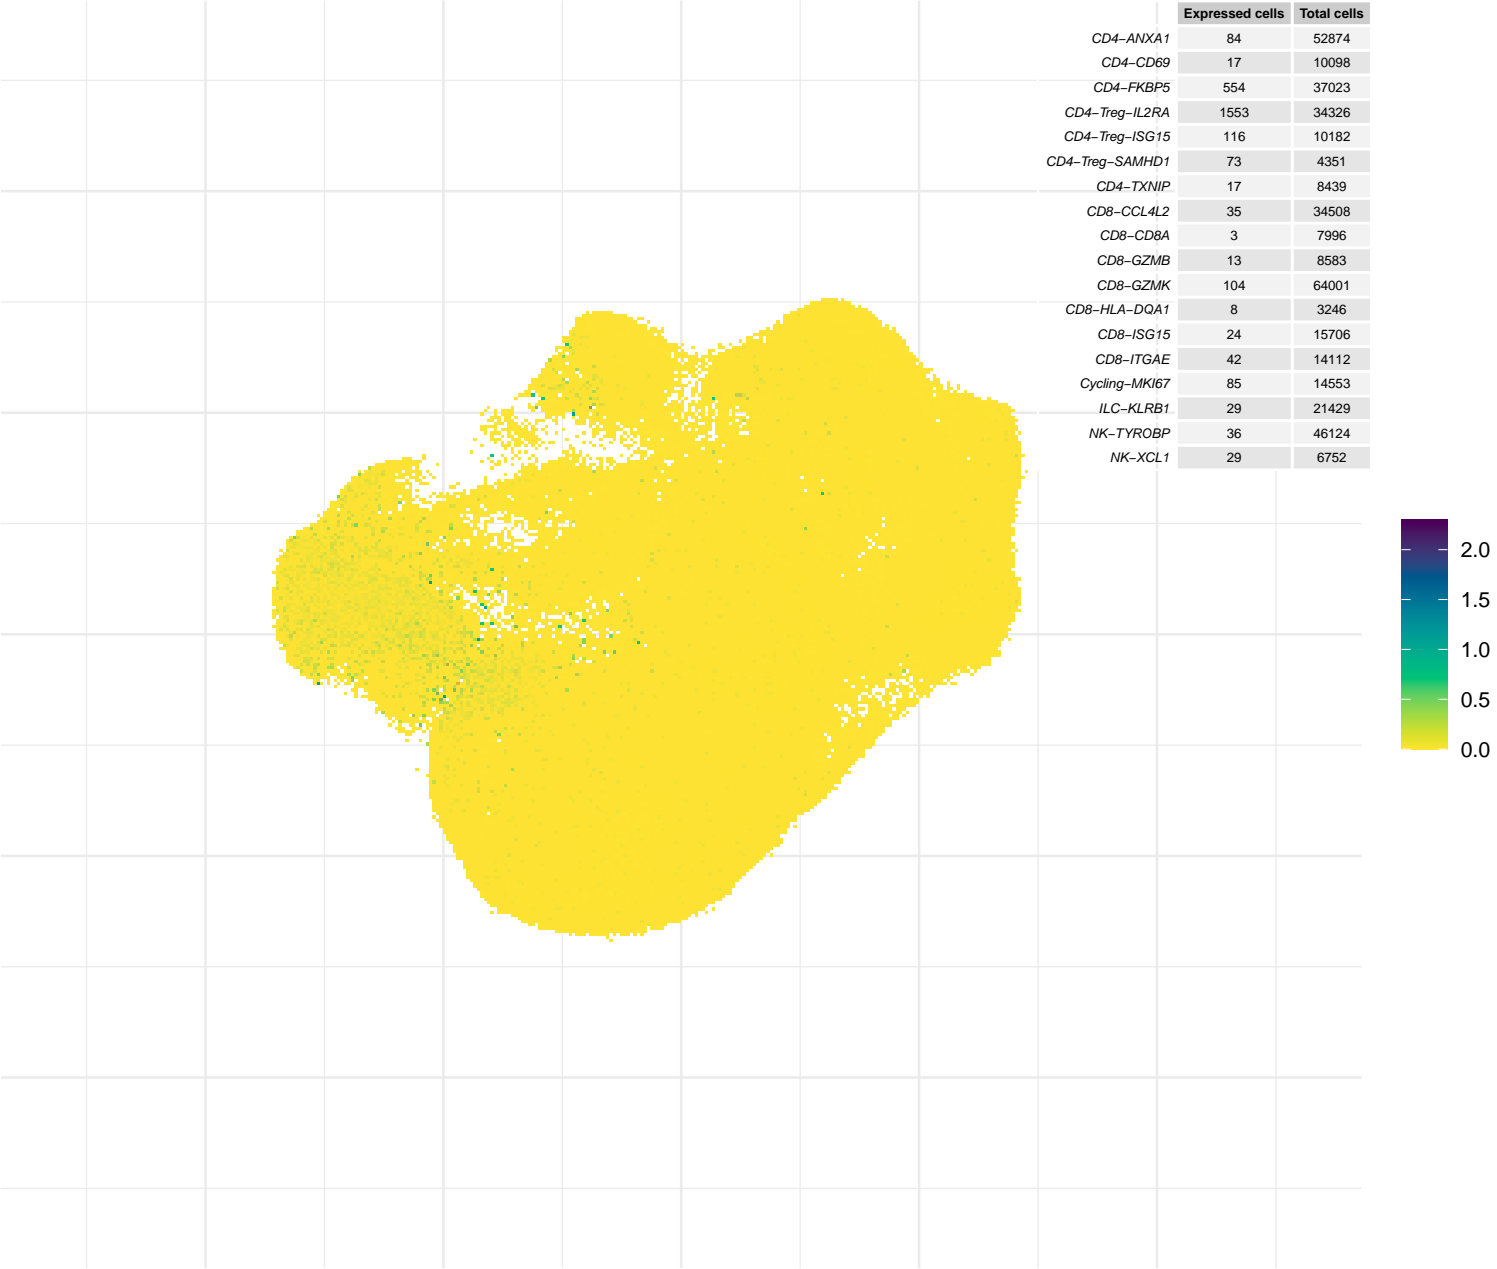 Expressed cells Total cells
CD4−ANXA1 84 52874
CD4−CD69 17 10098
CD4−FKBP5 554 37023
CD4−Treg−IL2RA 1553 34326
CD4−Treg−ISG15 116 10182
CD4−Treg−SAMHD1 73 4351
CD4−TXNIP 17 8439
CD8−CCL4L2 35 34508
CD8−CD8A 3 7996
CD8−GZMB 13 8583
CD8−GZMK 104 64001
CD8−HLA−DQA1 8 3246
CD8−ISG15 24 15706
CD8−ITGAE 42 14112
Cycling−MKI67 85 14553
ILC−KLRB1 29 21429
NK−TYROBP 36 46124
NK−XCL1 29 6752
2.0
1.5
1.0
0.5
0.0